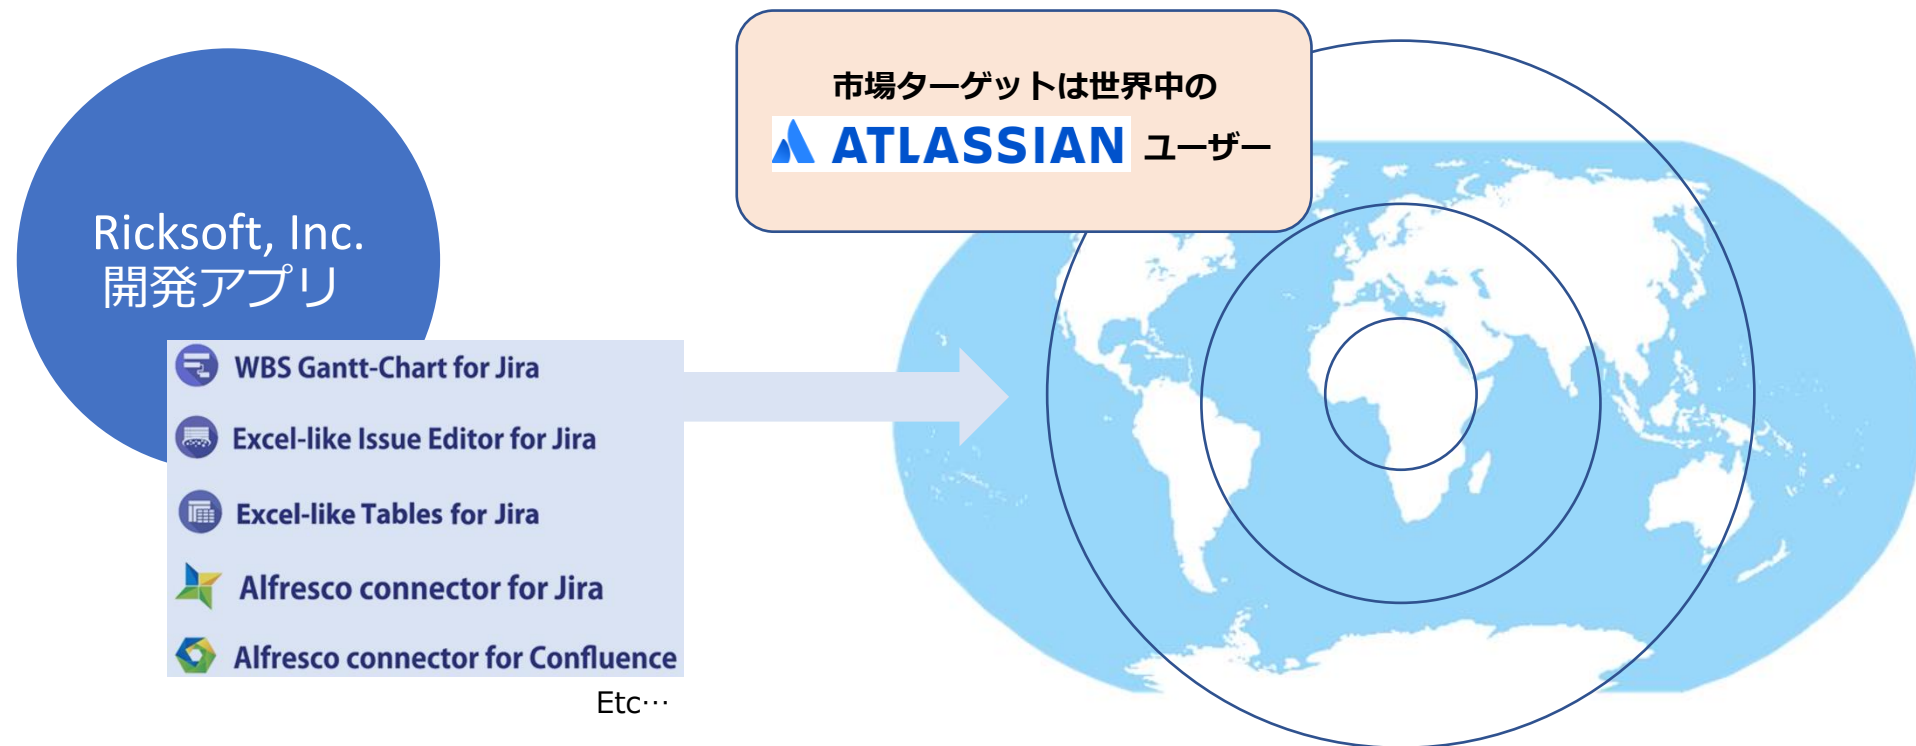 市場ターゲットは世界中の
ATLASSIAN ユーザー
Ricksoft, Inc.
開発アプリ
WBS Gantt-Chart for Jira
Excel-like Issue Editor for Jira
Excel-like Tables for Jira
Alfresco connector for Jira
Alfresco connector for Confluence
Etc…